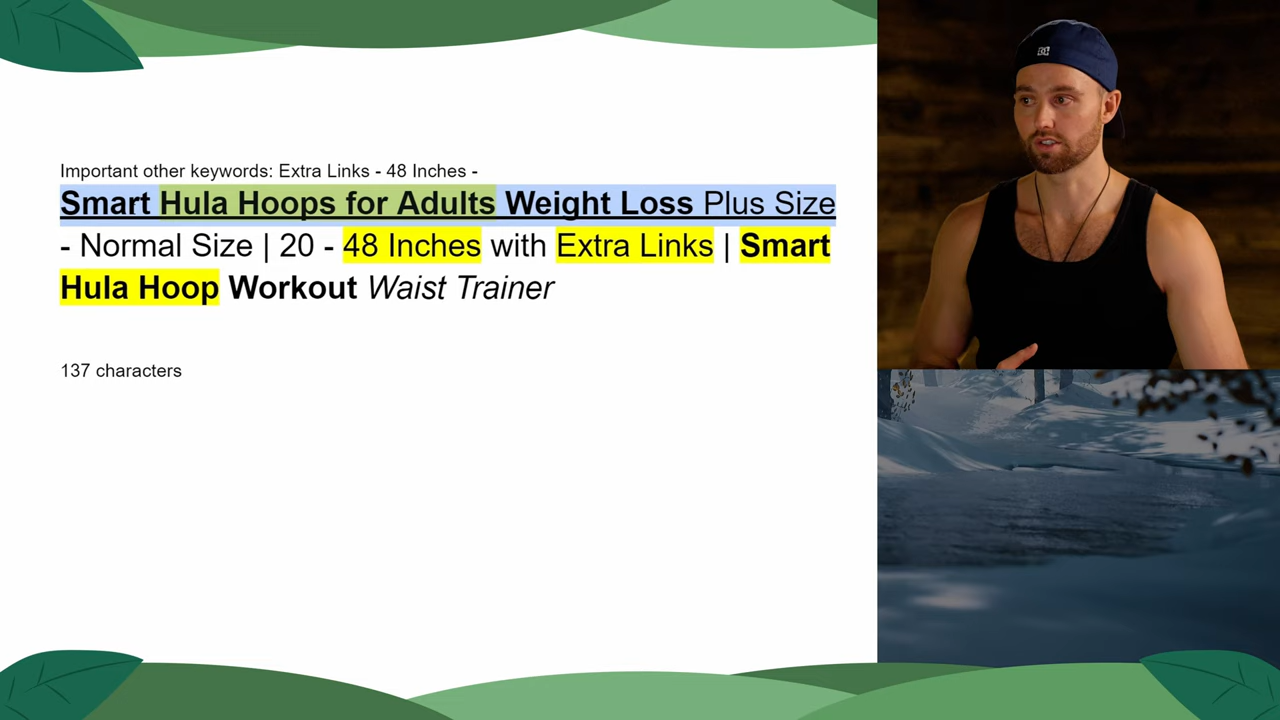 Important other keywords: Extra Links - 48 Inches -
Smart Hula Hoops for Adults Weight Loss Plus Size
- Normal Size | 20 - 48 Inches with Extra Links | Smart
Hula Hoop Workout Waist Trainer
137 characters